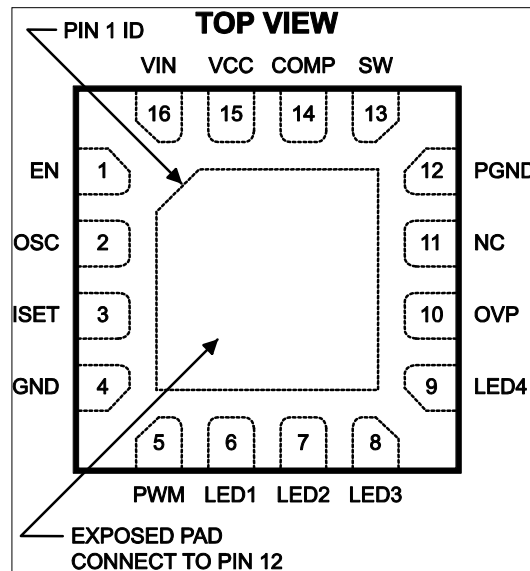 TOP VIEW
PIN 1 ID
VIN VCC COMP SW
16 15 14 13
EN 1 12 PGND
OSC 2 11 NC
ISET 3 10 OVP
GND 4 9 LED4
5 6 7 8
PWM LED1 LED2 LED3
EXPOSED PAD
CONNECT TO PIN 12